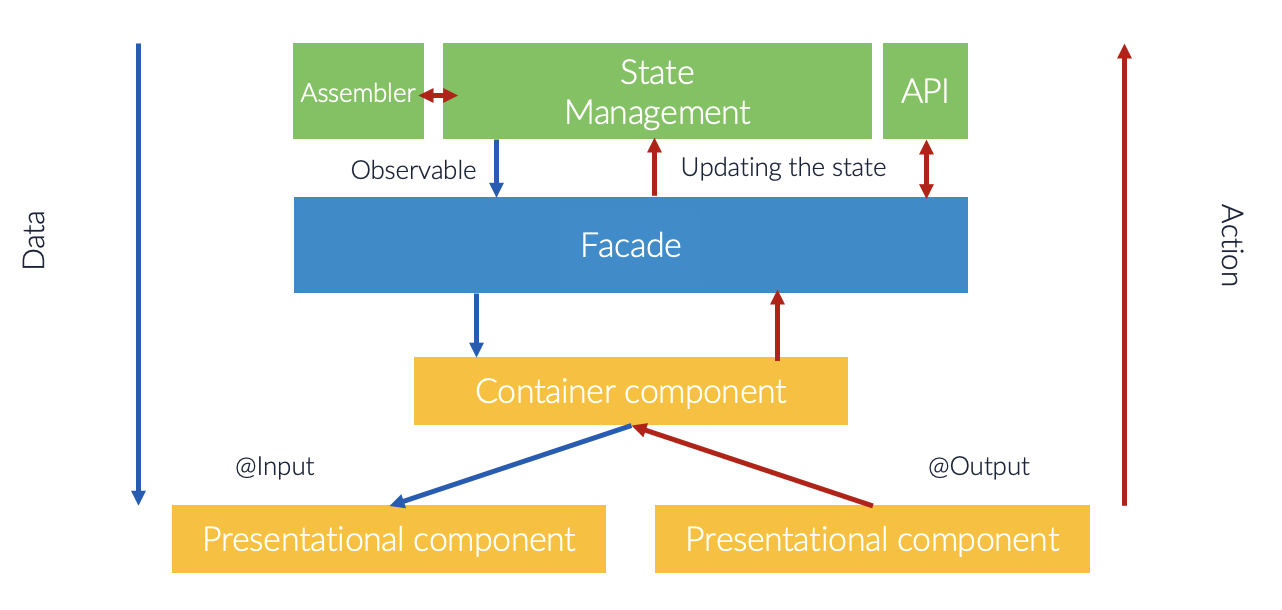 Assembler
State
Management
API
Observable
Updating the state
Data
Facade
Action
Container component
@Input
@Output
Presentational component
Presentational component